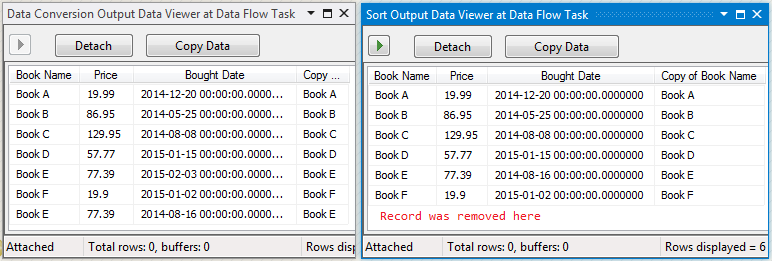 Data Conversion Output Data Viewer at Data Flow Task
Detach Copy Data
Book Name Price Bought Date Copy ...
Book A 19.99 2014-12-20 00:00:00.0000... Book A
Book B 86.95 2014-05-25 00:00:00.0000... Book B
Book C 129.95 2014-08-08 00:00:00.0000... Book C
Book D 57.77 2015-01-15 00:00:00.0000... Book D
Book E 77.39 2015-02-03 00:00:00.0000... Book E
Book F 19.9 2015-01-02 00:00:00.0000... Book F
Book E 77.39 2014-08-16 00:00:00.0000... Book E
Attached Total rows: 0, buffers: 0 Rows disp
Sort Output Data Viewer at Data Flow Task
Detach Copy Data
Book Name Price Bought Date Copy of Book Name
Book A 19.99 2014-12-20 00:00:00.0000000 Book A
Book B 86.95 2014-05-25 00:00:00.0000000 Book B
Book C 129.95 2014-08-08 00:00:00.0000000 Book C
Book D 57.77 2015-01-15 00:00:00.0000000 Book D
Book E 77.39 2014-08-16 00:00:00.0000000 Book E
Book F 19.9 2015-01-02 00:00:00.0000000 Book F
Record was removed here
Attached Total rows: 0, buffers: 0 Rows displayed = 6